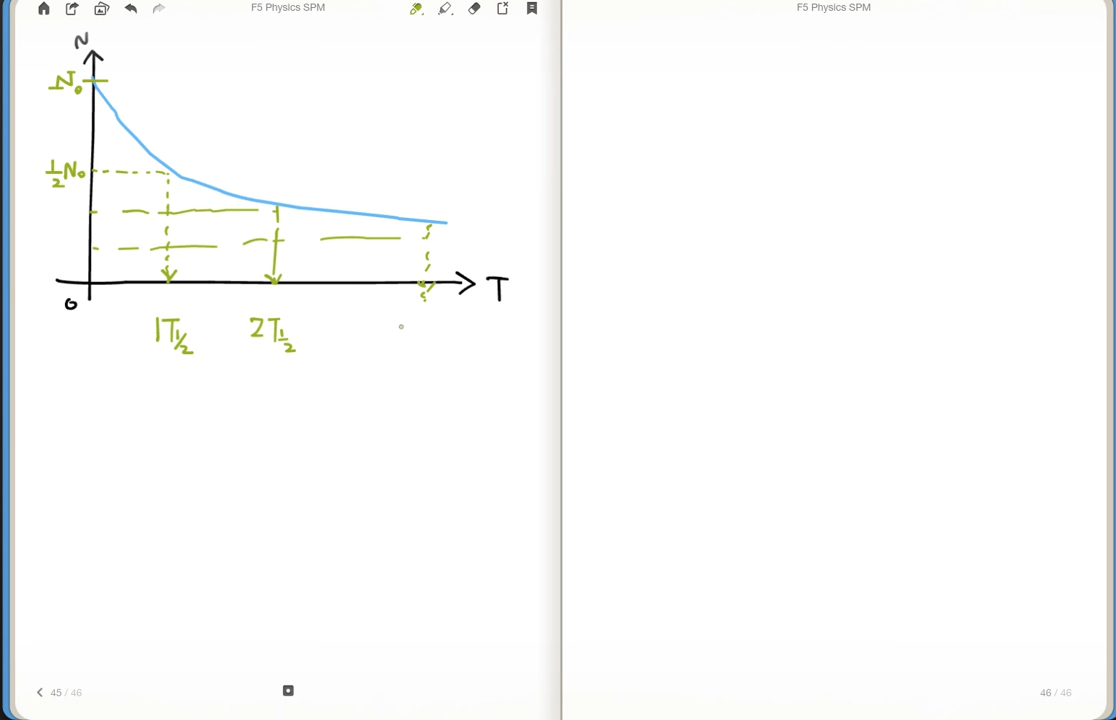 F5 Physics SPM
F5 Physics SPM
N
N₀
½N₀
0
T
1T½
2T½
45 / 46
46 / 46